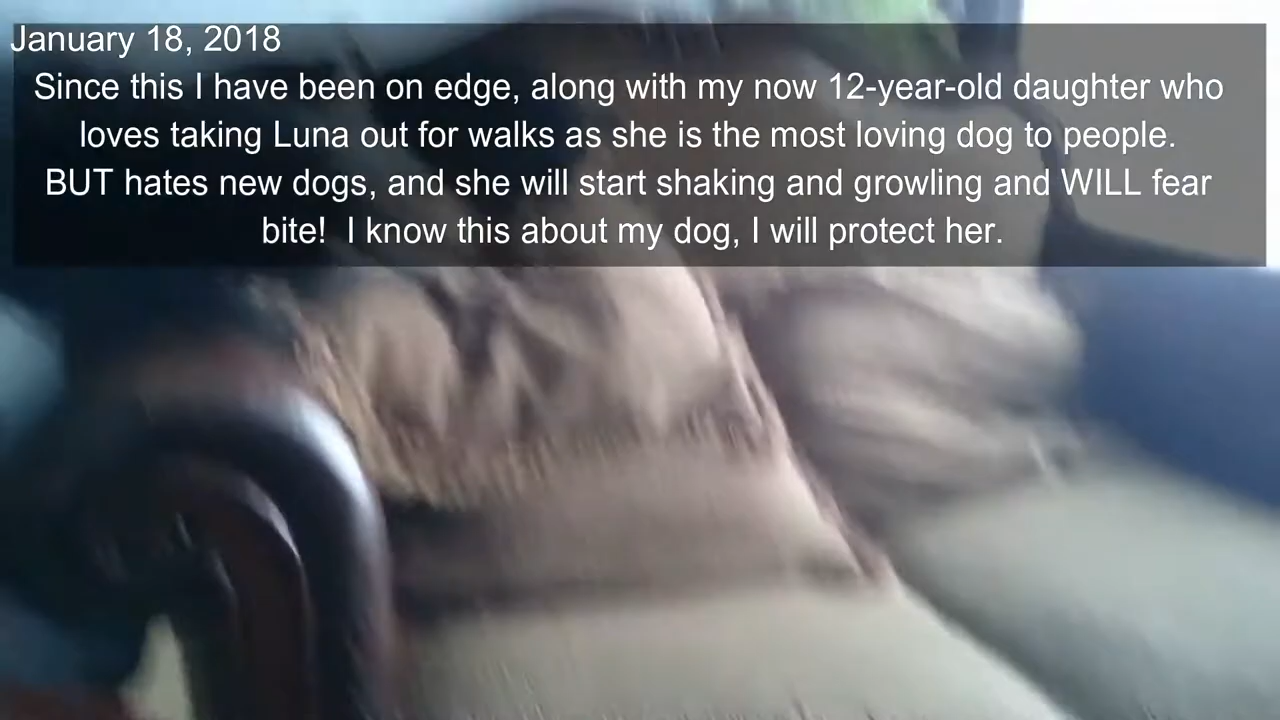 January 18, 2018
Since this I have been on edge, along with my now 12-year-old daughter who
loves taking Luna out for walks as she is the most loving dog to people.
BUT hates new dogs, and she will start shaking and growling and WILL fear
bite!  I know this about my dog, I will protect her.